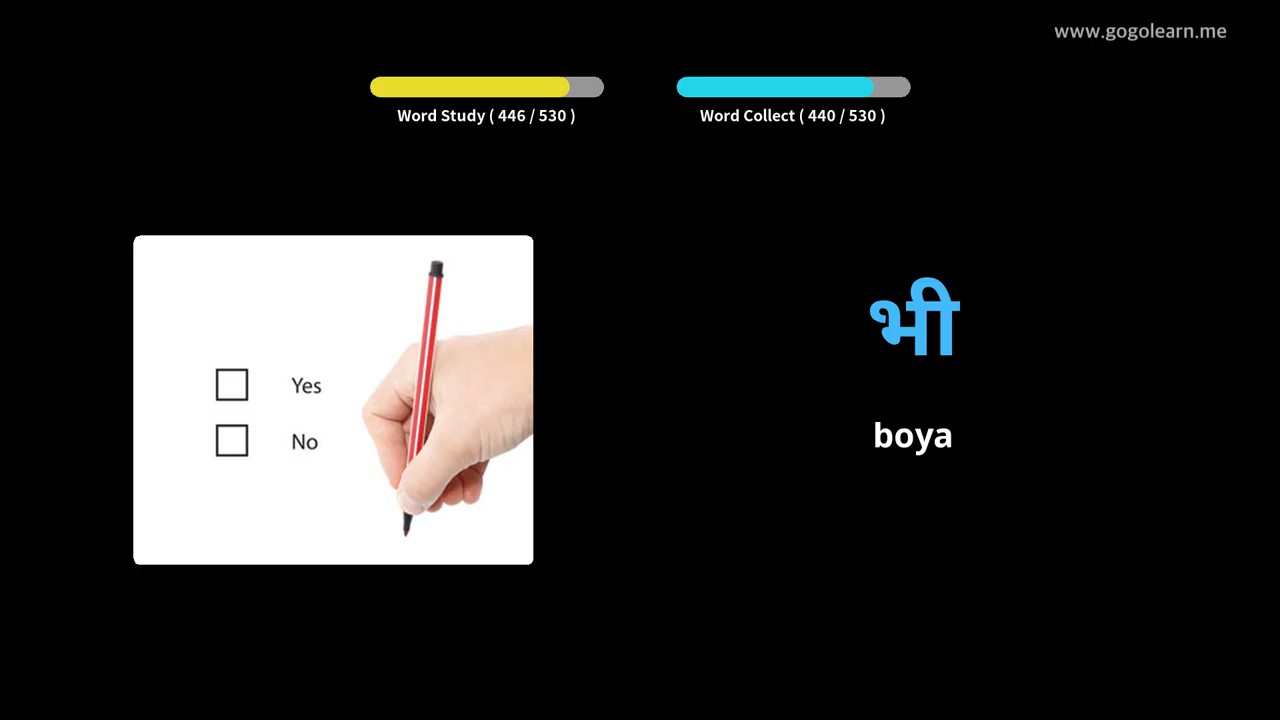 www.gogolearn.me
Word Study ( 446 / 530 )
Word Collect ( 440 / 530 )
Yes
No
भी
boya